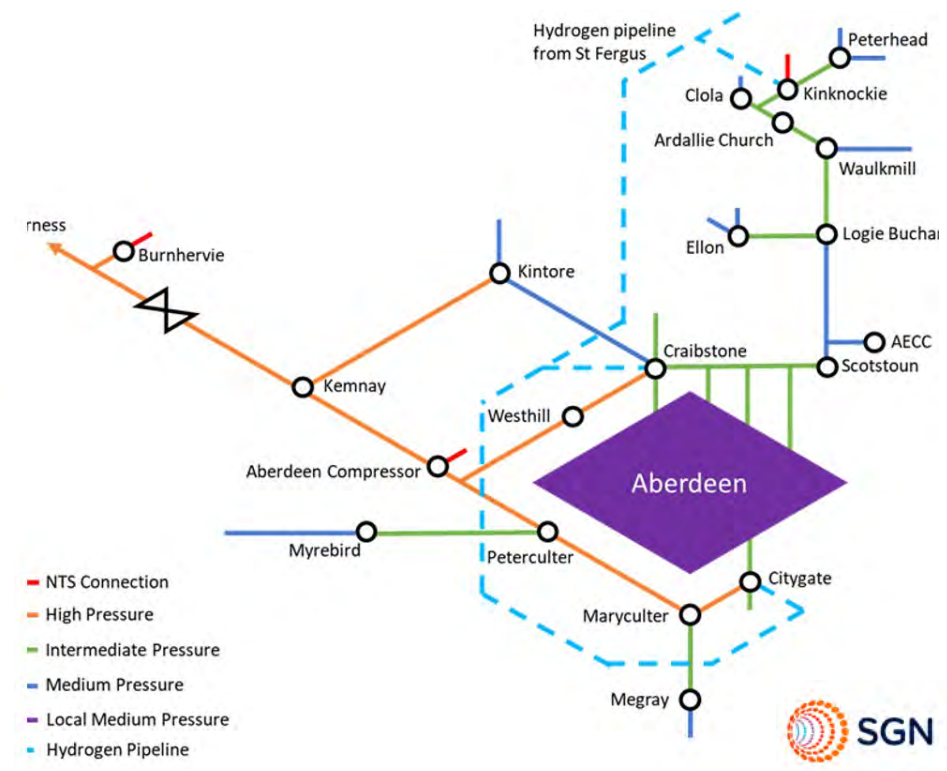 Hydrogen pipeline
from St Fergus
Peterhead
Clola
Kinknockie
Ardallie Church
Waulkmill
rness
Burnhervie
Ellon
Logie Buchar
Kintore
AECC
Craibstone
Scotstoun
Kemnay
Westhill
Aberdeen Compressor
Aberdeen
Myrebird
Peterculter
Citygate
NTS Connection
High Pressure
Maryculter
Intermediate Pressure
Medium Pressure
Megray
Local Medium Pressure
SGN
Hydrogen Pipeline